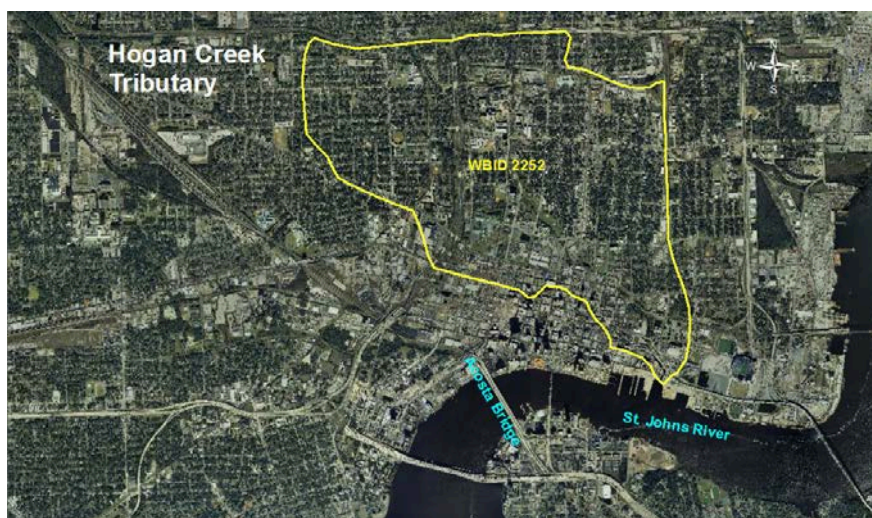 Hogan Creek
Tributary
N
W E
S
WBID 2252
Acosta Bridge
St. Johns River